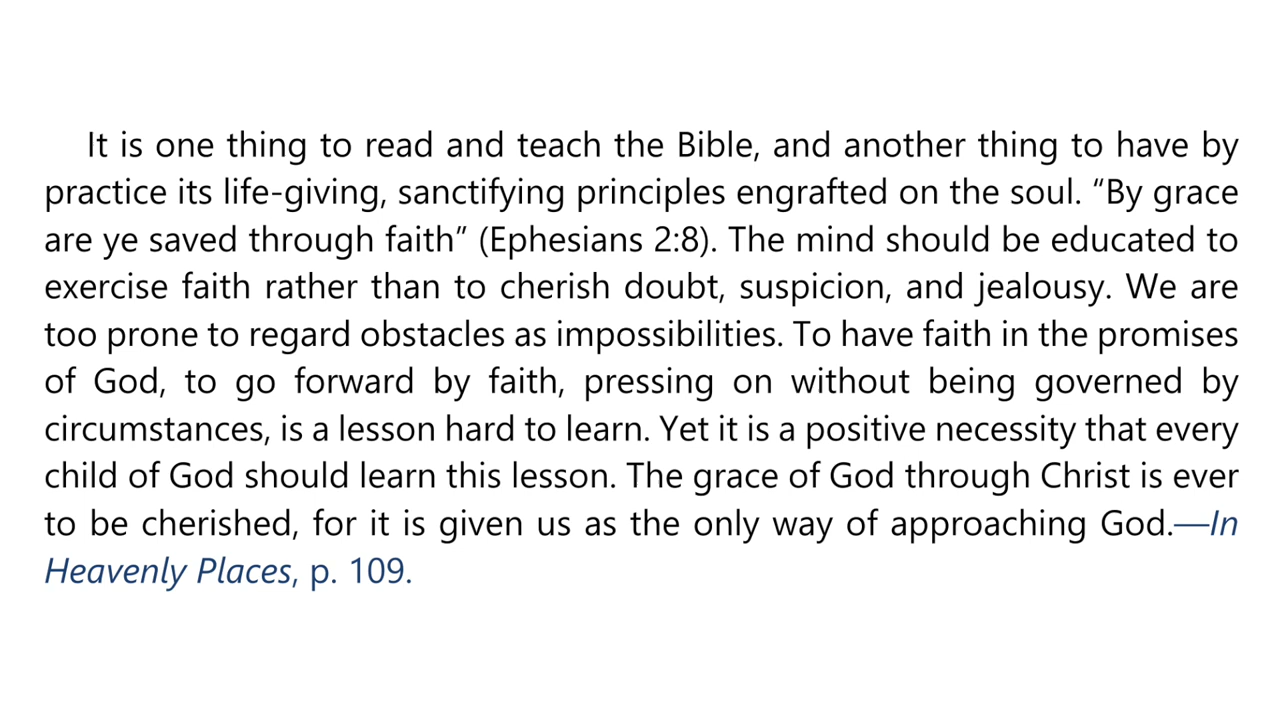 It is one thing to read and teach the Bible, and another thing to have by
practice its life-giving, sanctifying principles engrafted on the soul. “By grace
are ye saved through faith” (Ephesians 2:8). The mind should be educated to
exercise faith rather than to cherish doubt, suspicion, and jealousy. We are
too prone to regard obstacles as impossibilities. To have faith in the promises
of God, to go forward by faith, pressing on without being governed by
circumstances, is a lesson hard to learn. Yet it is a positive necessity that every
child of God should learn this lesson. The grace of God through Christ is ever
to be cherished, for it is given us as the only way of approaching God.—In
Heavenly Places, p. 109.